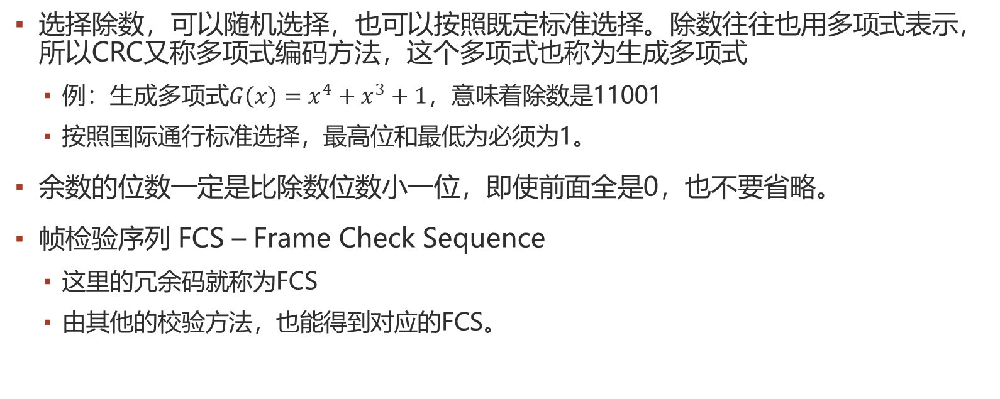 ▪ 选择除数，可以随机选择，也可以按照既定标准选择。除数往往也用多项式表示，
所以CRC又称多项式编码方法，这个多项式也称为生成多项式
▪ 例：生成多项式G(x) = x⁴ + x³ + 1，意味着除数是11001
▪ 按照国际通行标准选择，最高位和最低为必须为1。
▪ 余数的位数一定是比除数位数小一位，即使前面全是0，也不要省略。
▪ 帧检验序列 FCS – Frame Check Sequence
▪ 这里的冗余码就称为FCS
▪ 由其他的校验方法，也能得到对应的FCS。